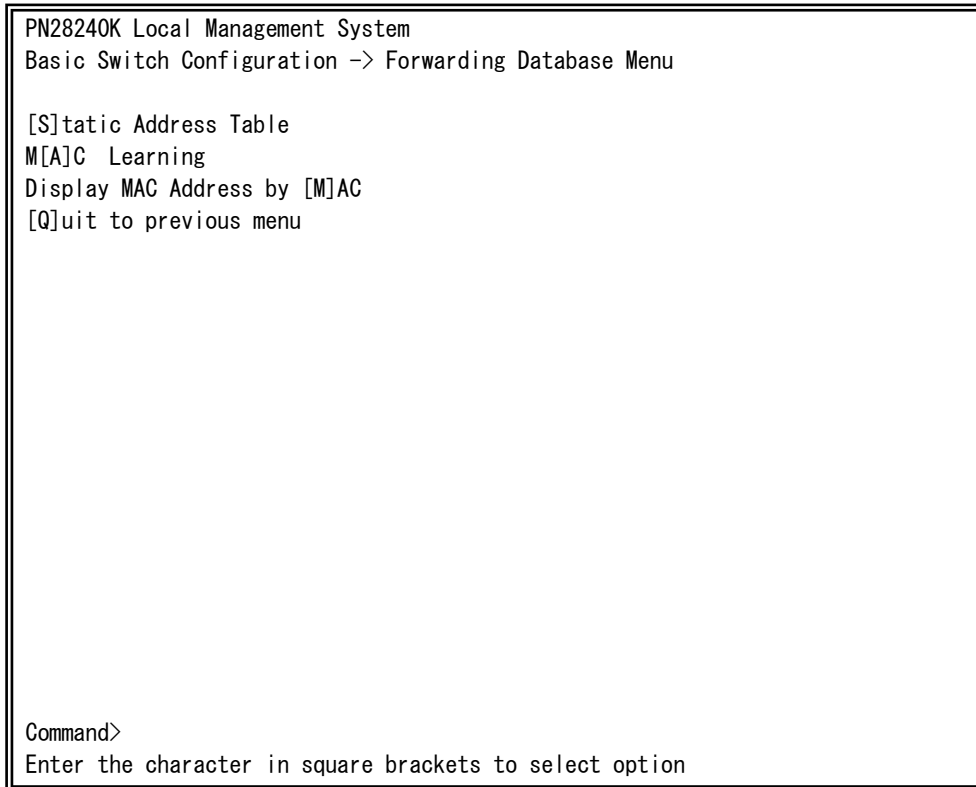 PN28240K Local Management System
Basic Switch Configuration -> Forwarding Database Menu
[S]tatic Address Table
M[A]C  Learning
Display MAC Address by [M]AC
[Q]uit to previous menu
Command>
Enter the character in square brackets to select option